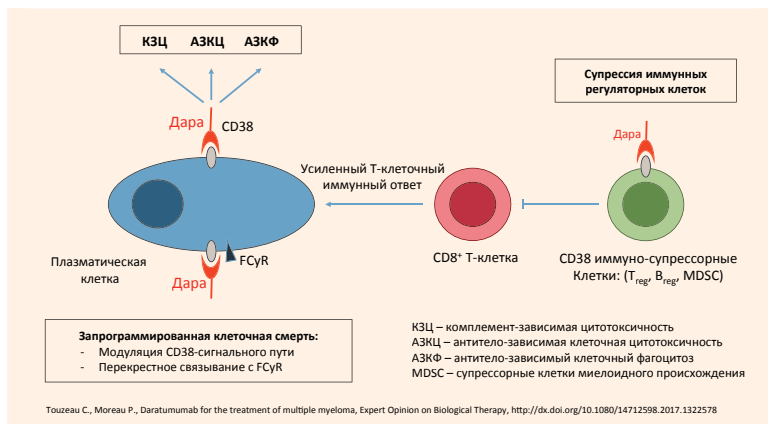 КЗЦ АЗКЦ АЗКФ
Супрессия иммунных
регуляторных клеток
Дара
CD38
Дара
Усиленный Т-клеточный
иммунный ответ
Плазматическая
клетка
FCyR
Дара
CD8+ Т-клетка
CD38 иммуно-супрессорные
Клетки: (Treg, Breg, MDSC)
Запрограммированная клеточная смерть:
- Модуляция CD38-сигнального пути
- Перекрестное связывание с FCyR
КЗЦ – комплемент-зависимая цитотоксичность
АЗКЦ – антитело-зависимая клеточная цитотоксичность
АЗКФ – антитело-зависимый клеточный фагоцитоз
MDSC – супрессорные клетки миелоидного происхождения
Touzeau C., Moreau P., Daratumumab for the treatment of multiple myeloma, Expert Opinion on Biological Therapy, http://dx.doi.org/10.1080/14712598.2017.1322578